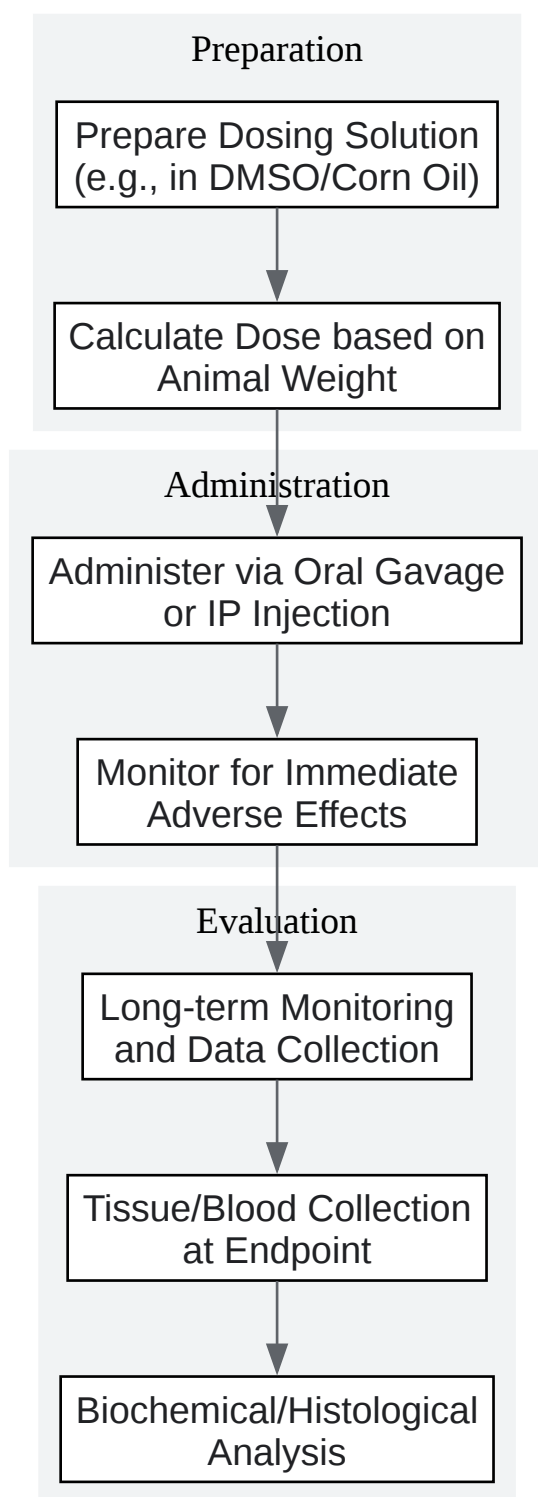 Preparation
Prepare Dosing Solution
(e.g., in DMSO/Corn Oil)
Calculate Dose based on
Animal Weight
Administration
Administer via Oral Gavage
or IP Injection
Monitor for Immediate
Adverse Effects
Evaluation
Long-term Monitoring
and Data Collection
Tissue/Blood Collection
at Endpoint
Biochemical/Histological
Analysis